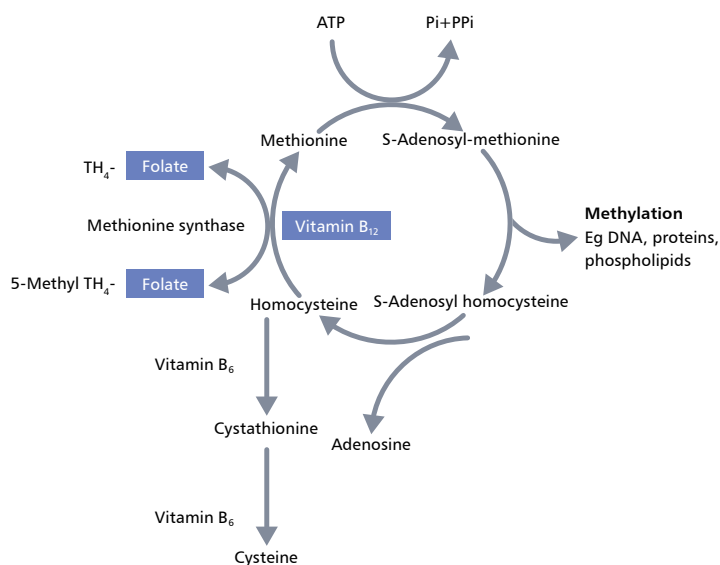 ATP
Pi+PPi
Methionine
S-Adenosyl-methionine
TH₄- Folate
Methionine synthase
Vitamin B₁₂
Methylation
Eg DNA, proteins,
phospholipids
5-Methyl TH₄- Folate
Homocysteine
S-Adenosyl homocysteine
Vitamin B₆
Cystathionine
Adenosine
Vitamin B₆
Cysteine